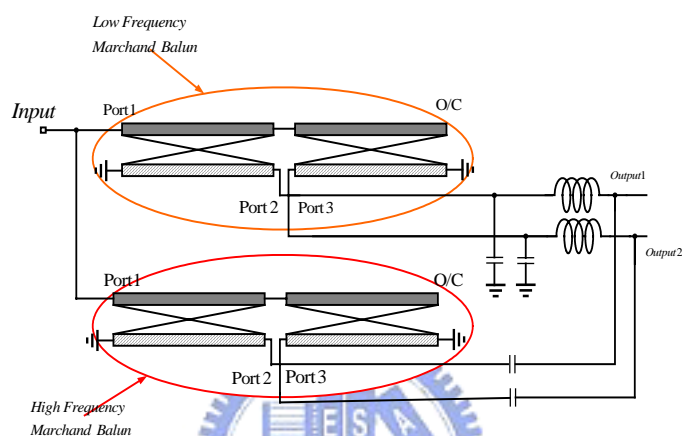 Low Frequency
Marchand Balun
Input
Port1
O/C
Port 2
Port 3
Output1
Output2
Port1
O/C
Port 2
Port 3
High Frequency
Marchand Balun
E S